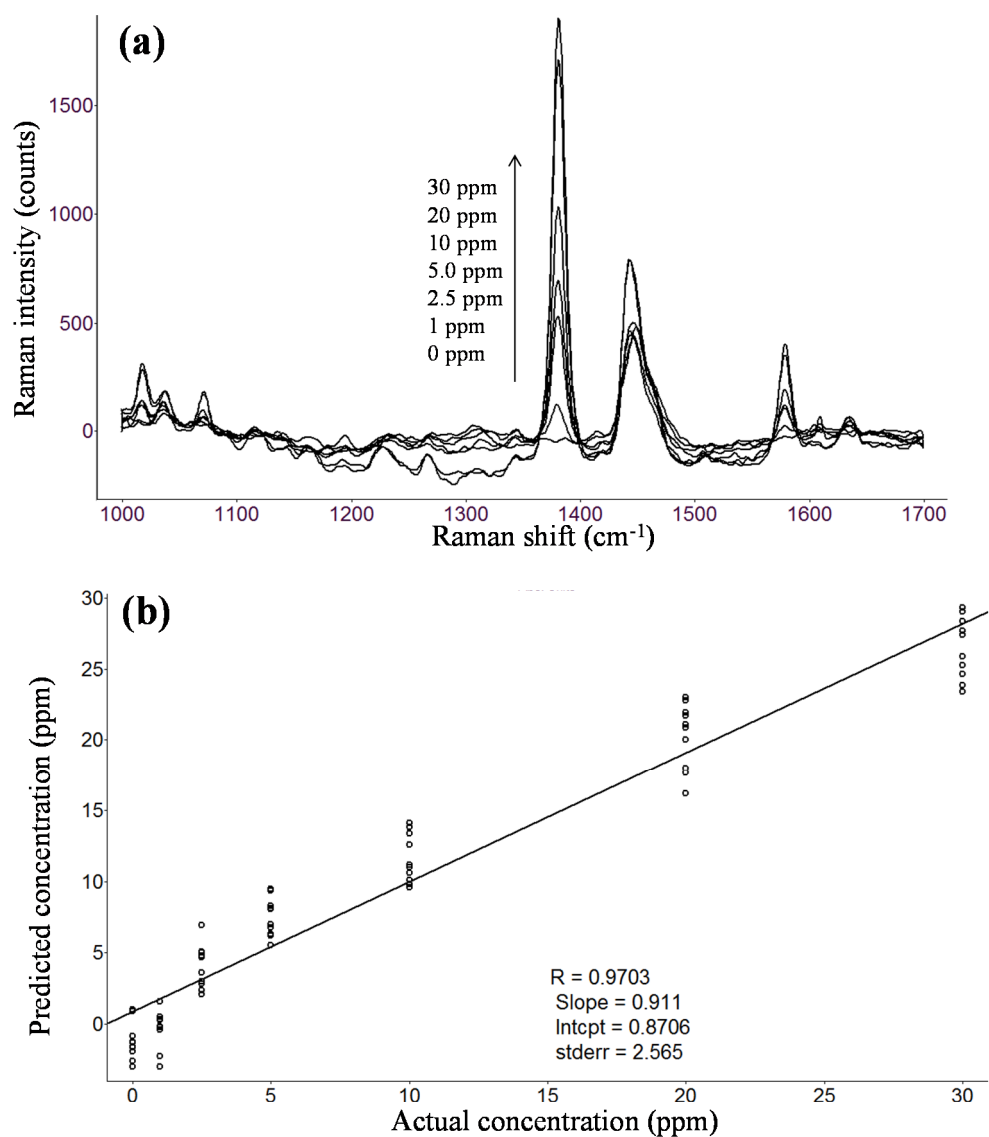 (a)
Raman intensity (counts)
1500
1000
500
0
30 ppm
20 ppm
10 ppm
5.0 ppm
2.5 ppm
1 ppm
0 ppm
1000 1100 1200 1300 1400 1500 1600 1700
Raman shift (cm⁻¹)
(b)
Predicted concentration (ppm)
30
25
20
15
10
5
0
R = 0.9703
Slope = 0.911
Intcpt = 0.8706
stderr = 2.565
0 5 10 15 20 25 30
Actual concentration (ppm)